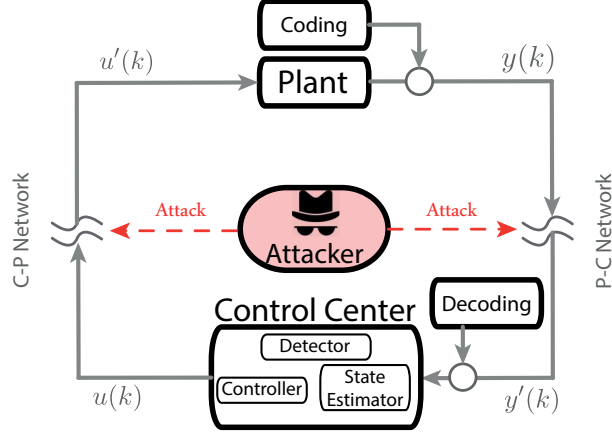 Coding
u'(k)
Plant
y(k)
C-P Network
Attack
Attack
Attacker
P-C Network
Control Center
Decoding
Detector
Controller
State
Estimator
u(k)
y'(k)